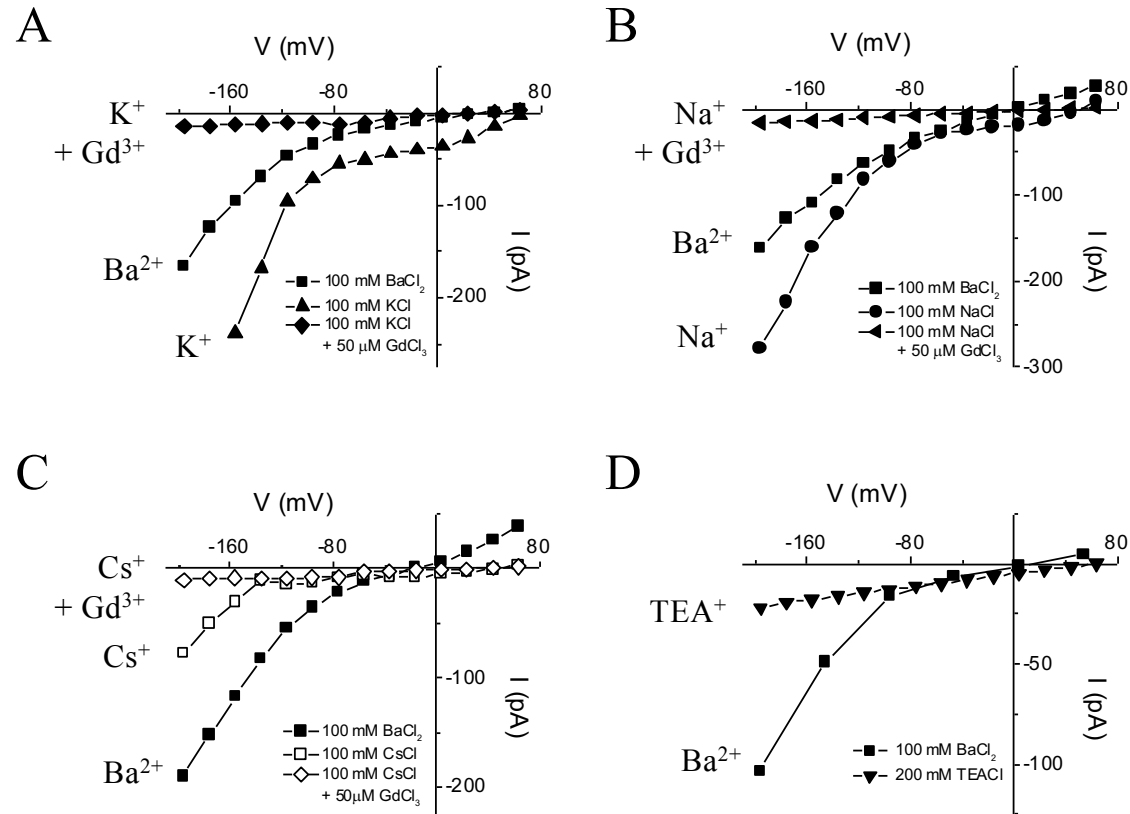 A
V (mV)
-160 -80 80
K⁺
+ Gd³⁺
-100
I (pA)
Ba²⁺
100 mM BaCl₂
-200
100 mM KCl
100 mM KCl
+ 50 μM GdCl₃
K⁺
B
V (mV)
-160 -80 80
Na⁺
+ Gd³⁺
-100
Ba²⁺
I (pA)
-200
100 mM BaCl₂
100 mM NaCl
100 mM NaCl
+ 50 μM GdCl₃
Na⁺
-300
C
V (mV)
-160 -80 80
Cs⁺
+ Gd³⁺
Cs⁺
-100
I (pA)
100 mM BaCl₂
100 mM CsCl
100 mM CsCl
+ 50μM GdCl₃
Ba²⁺
-200
D
V (mV)
-160 -80 80
TEA⁺
-50
I (pA)
Ba²⁺
100 mM BaCl₂
200 mM TEACl
-100